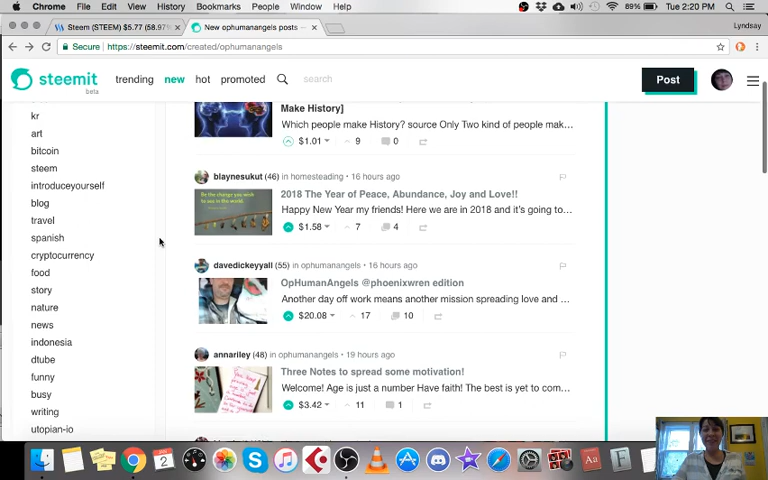 Chrome File Edit View History Bookmarks People Window Help 89% Tue 2:20 PM
Steem (STEEM) $5.77 (58.97%
New ophumanangels posts
Lyndsay
Secure https://steemit.com/created/ophumanangels
steemit beta trending new hot promoted search Post
kr
art
bitcoin
steem
introduceyourself
blog
travel
spanish
cryptocurrency
food
story
nature
news
indonesia
dtube
funny
busy
writing
utopian-io
Make History]
Which people make History? source Only Two kind of people mak...
$1.01 9 0
blaynesukut (46) in homesteading • 16 hours ago
2018 The Year of Peace, Abundance, Joy and Love!!
Happy New Year my friends! Here we are in 2018 and it's going to...
$1.58 7 4
davedickeyyall (55) in ophumanangels • 16 hours ago
OpHumanAngels @phoenixwren edition
Another day off work means another mission spreading love and ...
$20.08 17 10
annariley (48) in ophumanangels • 19 hours ago
Three Notes to spread some motivation!
Welcome! Age is just a number Have faith! The best is yet to com...
$3.42 11 1